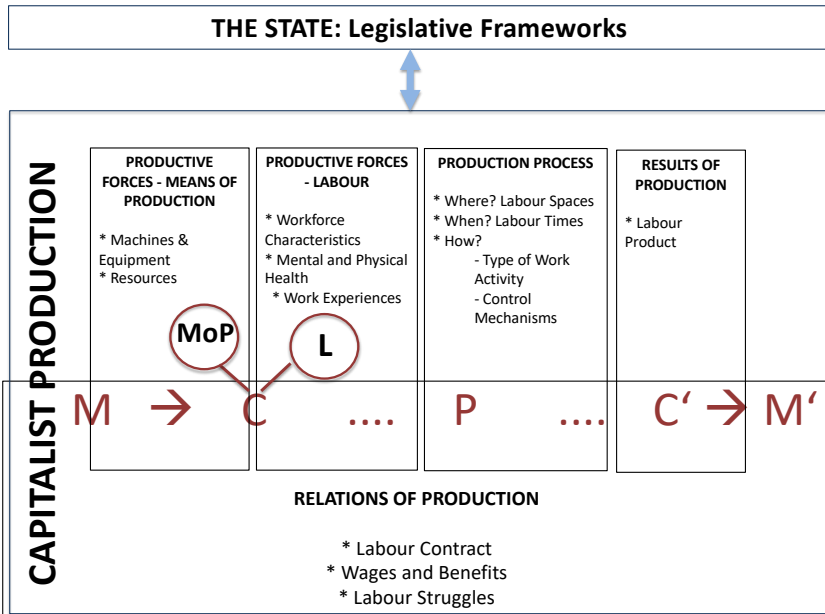 THE STATE: Legislative Frameworks
CAPITALIST PRODUCTION
PRODUCTIVE
FORCES - MEANS OF
PRODUCTION
* Machines &
Equipment
* Resources
PRODUCTIVE FORCES
- LABOUR
* Workforce
Characteristics
* Mental and Physical
Health
* Work Experiences
PRODUCTION PROCESS
* Where? Labour Spaces
* When? Labour Times
* How?
- Type of Work
Activity
- Control
Mechanisms
RESULTS OF
PRODUCTION
* Labour
Product
MoP
L
M → C .... P .... C‘ → M‘
RELATIONS OF PRODUCTION
* Labour Contract
* Wages and Benefits
* Labour Struggles